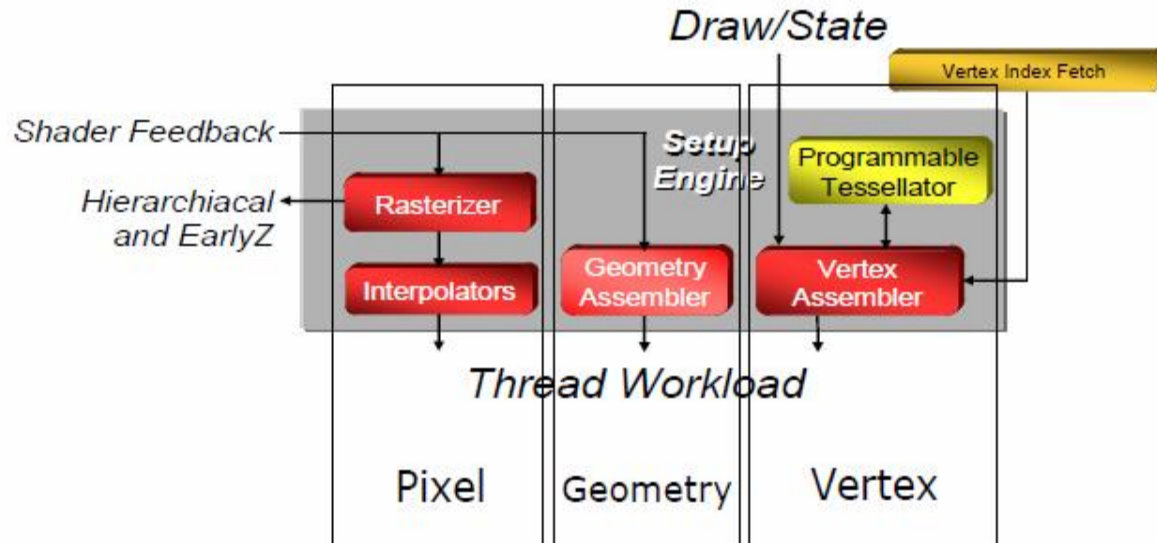 Draw/State
Vertex Index Fetch
Shader Feedback
Setup
Engine
Programmable
Tessellator
Hierarchiacal
and EarlyZ
Rasterizer
Interpolators
Geometry
Assembler
Vertex
Assembler
Thread Workload
Pixel
Geometry
Vertex